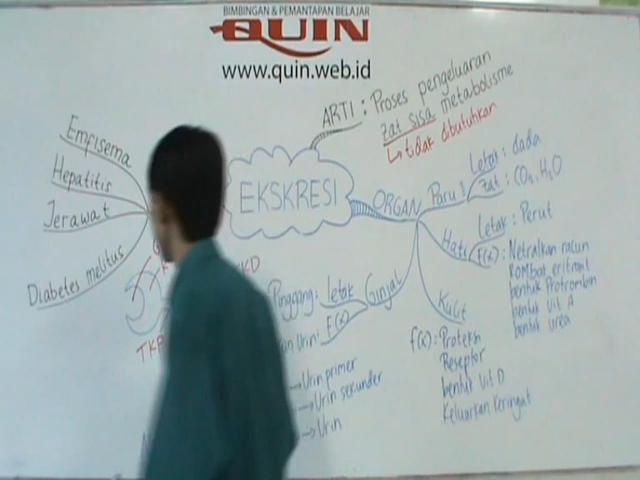 BIMBINGAN & PEMANTAPAN BELAJAR
QUIN
www.quin.web.id
ARTI : Proses pengeluaran
zat sisa metabolisme
↳ tidak dibutuhkan
EKSKRESI
Emfisema
Hepatitis
Jerawat
Diabetes melitus
ORGAN
Paru²
Letak : dada
Zat : CO₂, H₂O
Hati
Letak : Perut
F(x) : Netralkan racun
Rombak eritrosit
bentuk Protrombin
bentuk vit A
bentuk urea
Kulit
f(x) : Proteksi
Reseptor
bentuk vit D
Keluarkan keringat
Ginjal
Pinggang : Letak
Urin : F(x)
→ Urin primer
→ Urin sekunder
→ Urin
TKP